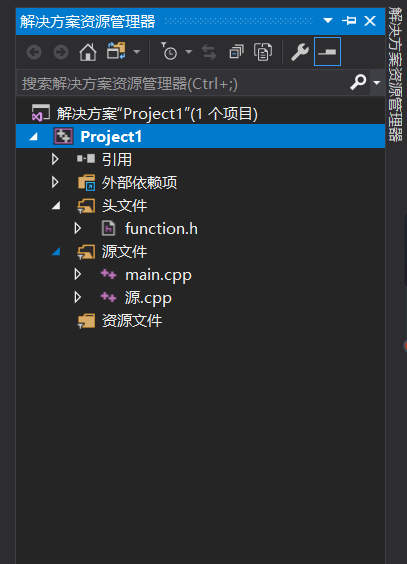 解决方案资源管理器
搜索解决方案资源管理器(Ctrl+;)
解决方案“Project1”(1 个项目)
Project1
引用
外部依赖项
头文件
function.h
源文件
main.cpp
源.cpp
资源文件
解决方案资源管理器